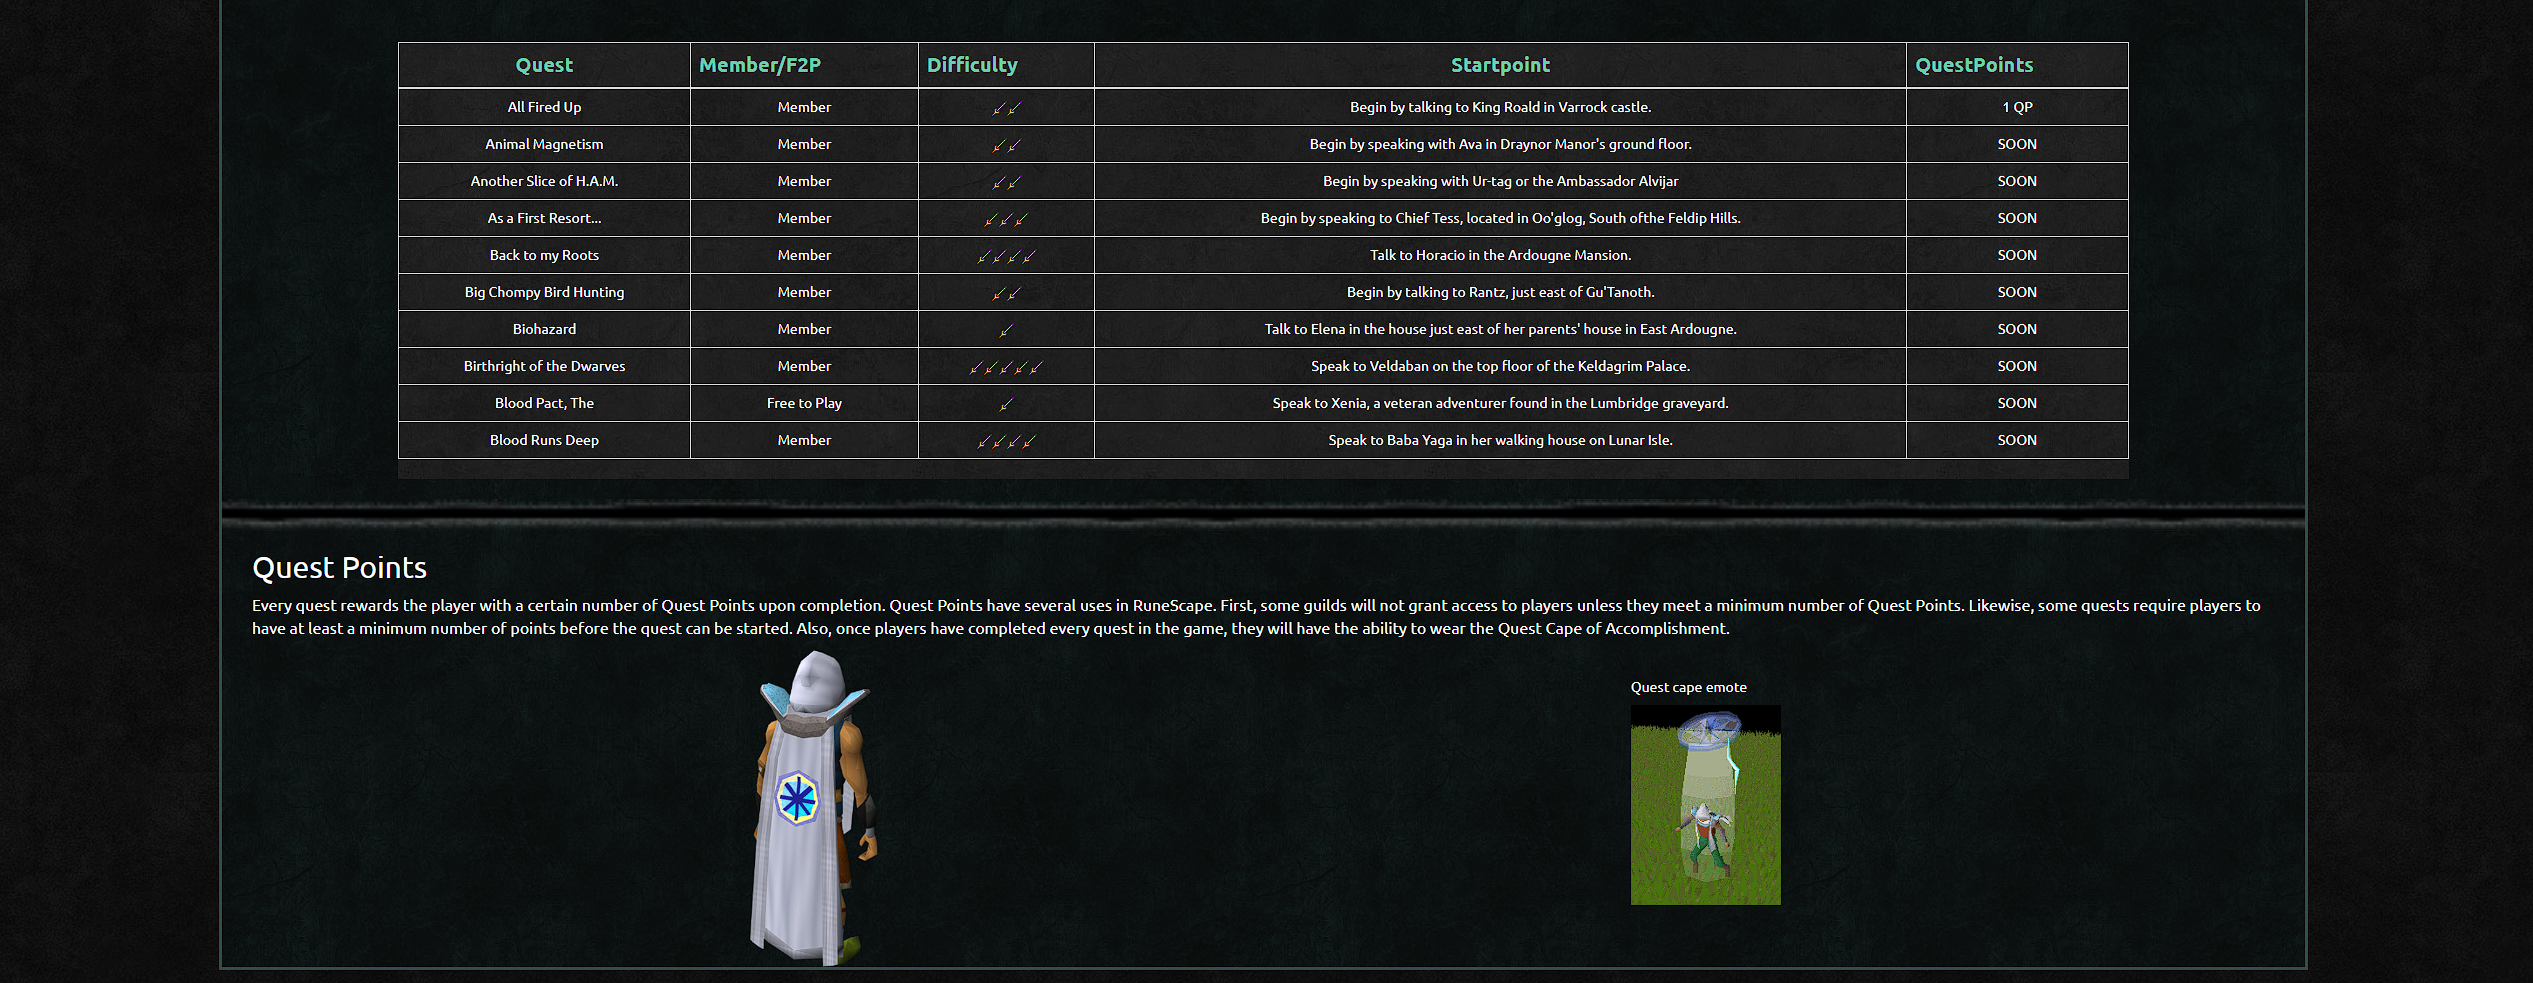 Quest Member/F2P Difficulty Startpoint QuestPoints
All Fired Up Member Begin by talking to King Roald in Varrock castle. 1 QP
Animal Magnetism Member Begin by speaking with Ava in Draynor Manor's ground floor. SOON
Another Slice of H.A.M. Member Begin by speaking with Ur-tag or the Ambassador Alvijar SOON
As a First Resort... Member Begin by speaking to Chief Tess, located in Oo'glog, South ofthe Feldip Hills. SOON
Back to my Roots Member Talk to Horacio in the Ardougne Mansion. SOON
Big Chompy Bird Hunting Member Begin by talking to Rantz, just east of Gu'Tanoth. SOON
Biohazard Member Talk to Elena in the house just east of her parents' house in East Ardougne. SOON
Birthright of the Dwarves Member Speak to Veldaban on the top floor of the Keldagrim Palace. SOON
Blood Pact, The Free to Play Speak to Xenia, a veteran adventurer found in the Lumbridge graveyard. SOON
Blood Runs Deep Member Speak to Baba Yaga in her walking house on Lunar Isle. SOON
Quest Points
Every quest rewards the player with a certain number of Quest Points upon completion. Quest Points have several uses in RuneScape. First, some guilds will not grant access to players unless they meet a minimum number of Quest Points. Likewise, some quests require players to
have at least a minimum number of points before the quest can be started. Also, once players have completed every quest in the game, they will have the ability to wear the Quest Cape of Accomplishment.
Quest cape emote